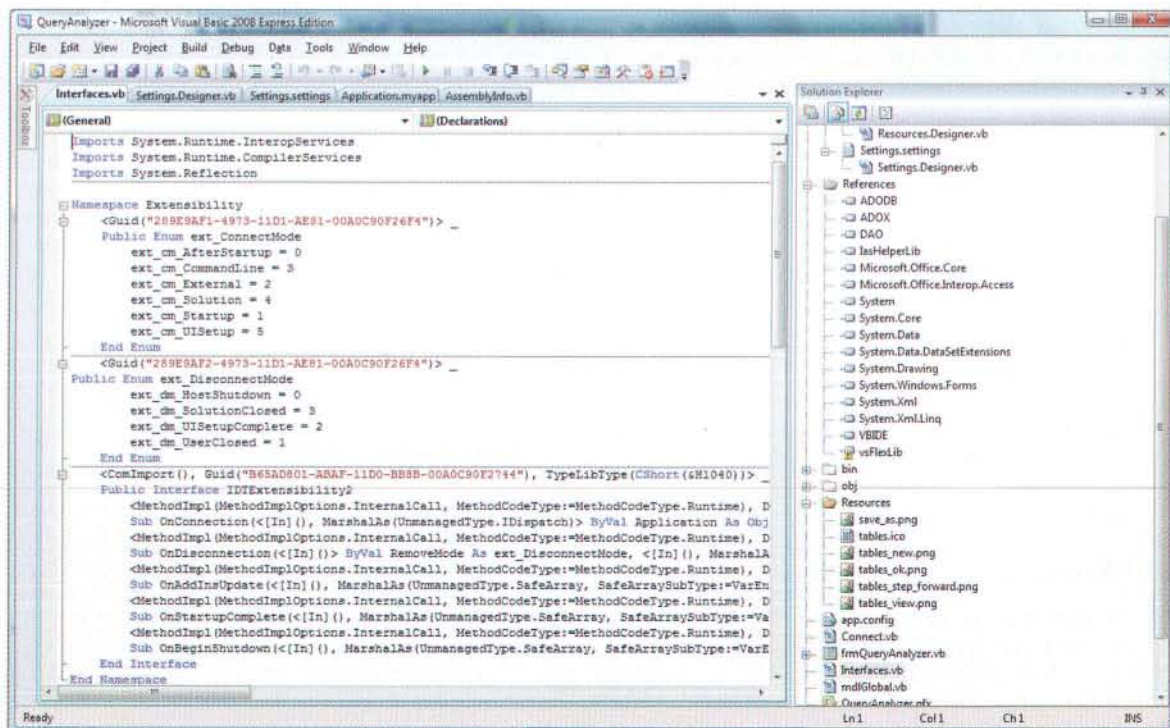 QueryAnalyzer - Microsoft Visual Basic 2008 Express Edition
File Edit View Project Build Debug Data Tools Window Help
Toolbox
Interfaces.vb Settings.Designer.vb Settings.settings Application.myapp AssemblyInfo.vb
(General) (Declarations)
Imports System.Runtime.InteropServices
Imports System.Runtime.CompilerServices
Imports System.Reflection
Namespace Extensibility
<Guid("289E9AF1-4973-11D1-AE81-00A0C90F26F4")> _
Public Enum ext_ConnectMode
ext_cm_AfterStartup = 0
ext_cm_CommandLine = 3
ext_cm_External = 2
ext_cm_Solution = 4
ext_cm_Startup = 1
ext_cm_UISetup = 5
End Enum
<Guid("289E9AF2-4973-11D1-AE81-00A0C90F26F4")> _
Public Enum ext_DisconnectMode
ext_dm_HostShutdown = 0
ext_dm_SolutionClosed = 3
ext_dm_UISetupComplete = 2
ext_dm_UserClosed = 1
End Enum
<ComImport(), Guid("B65AD801-ABAF-11D0-BB8B-00A0C90F2744"), TypeLibType(CShort(&H1040))> _
Public Interface IDTExtensibility2
<MethodImpl(MethodImplOptions.InternalCall, MethodCodeType:=MethodCodeType.Runtime), D
Sub OnConnection(<[In](), MarshalAs(UnmanagedType.IDispatch)> ByVal Application As Obj
<MethodImpl(MethodImplOptions.InternalCall, MethodCodeType:=MethodCodeType.Runtime), D
Sub OnDisconnection(<[In]()> ByVal RemoveMode As ext_DisconnectMode, <[In](), MarshalA
<MethodImpl(MethodImplOptions.InternalCall, MethodCodeType:=MethodCodeType.Runtime), D
Sub OnAddInsUpdate(<[In](), MarshalAs(UnmanagedType.SafeArray, SafeArraySubType:=VarEn
<MethodImpl(MethodImplOptions.InternalCall, MethodCodeType:=MethodCodeType.Runtime), D
Sub OnStartupComplete(<[In](), MarshalAs(UnmanagedType.SafeArray, SafeArraySubType:=Va
<MethodImpl(MethodImplOptions.InternalCall, MethodCodeType:=MethodCodeType.Runtime), D
Sub OnBeginShutdown(<[In](), MarshalAs(UnmanagedType.SafeArray, SafeArraySubType:=VarE
End Interface
End Namespace
Solution Explorer
Resources.Designer.vb
Settings.settings
Settings.Designer.vb
References
ADODB
ADOX
DAO
IasHelperLib
Microsoft.Office.Core
Microsoft.Office.Interop.Access
System
System.Core
System.Data
System.Data.DataSetExtensions
System.Drawing
System.Windows.Forms
System.Xml
System.Xml.Linq
VBIDE
vsFlexLib
bin
obj
Resources
save_as.png
tables.ico
tables_new.png
tables_ok.png
tables_step_forward.png
tables_view.png
app.config
Connect.vb
frmQueryAnalyzer.vb
Interfaces.vb
mdlGlobal.vb
QueryAnalyzer.pfx
Ready Ln 1 Col 1 Ch 1 INS